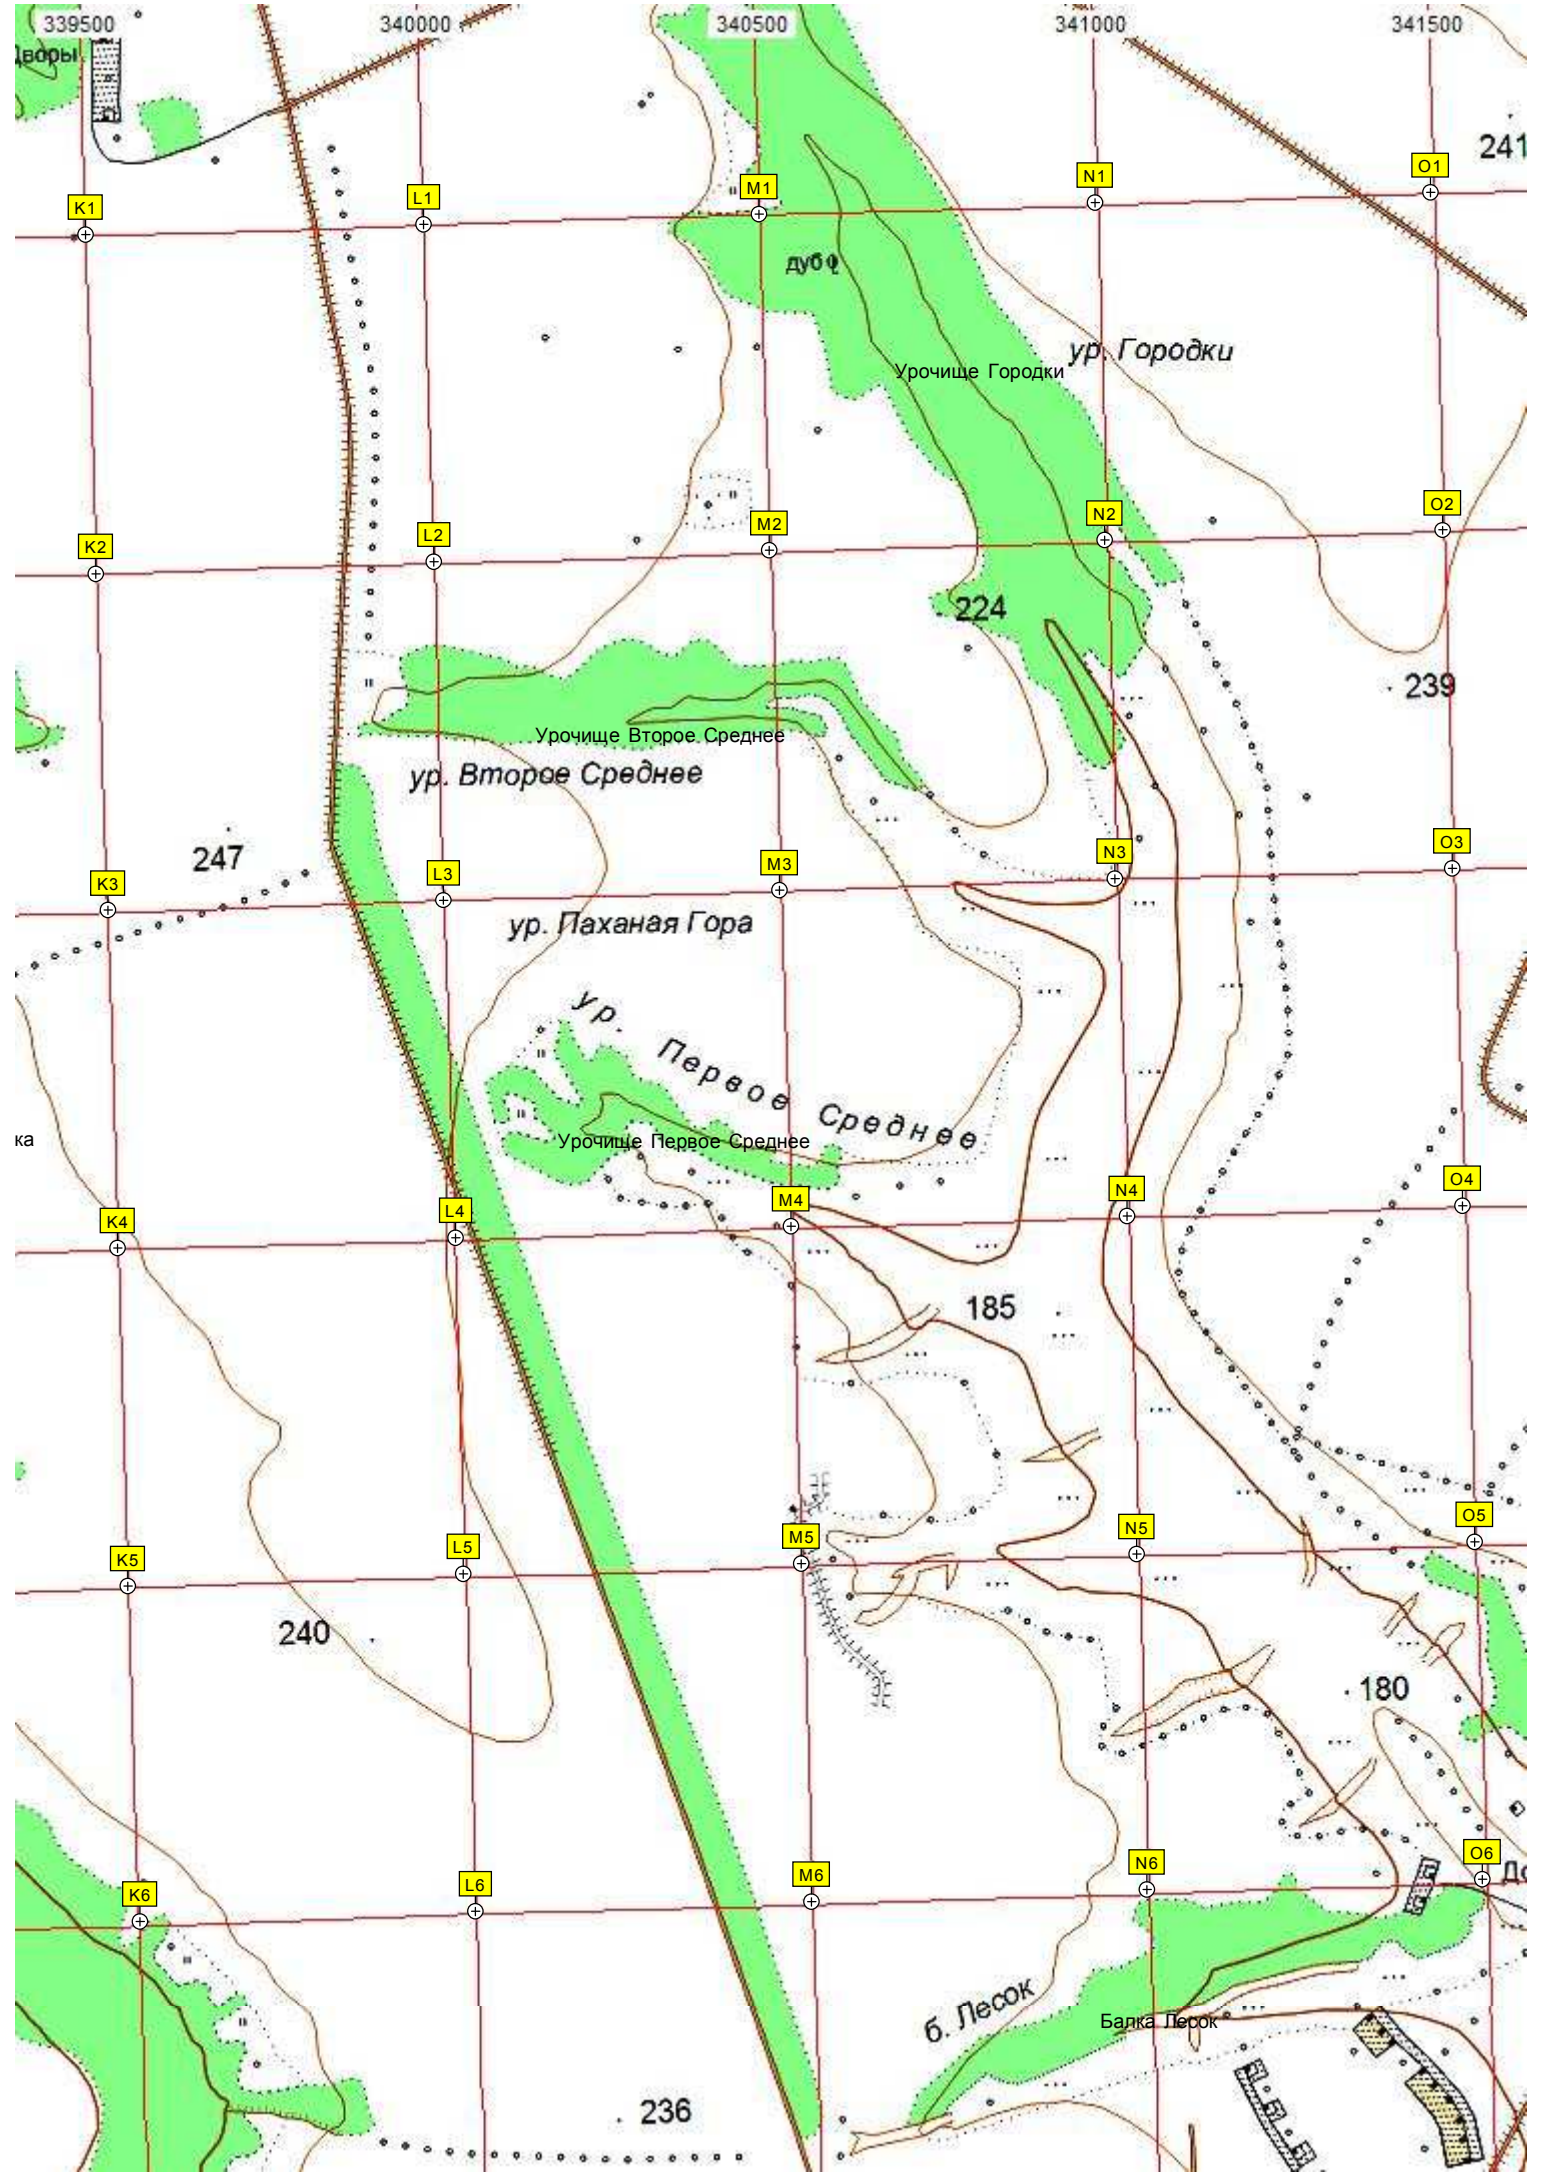 339500 340000 340500 341000 341500
Дворы
241
K1 L1 M1 N1 O1
дуб
ур. Городки
Урочище Городки
K2 L2 M2 N2 O2
224
239
Урочище Второе Среднее
ур. Второе Среднее
247
K3 L3 M3 N3 O3
ур. Паханая Гора
ур. Первое Среднее
ка
Урочище Первое Среднее
K4 L4 M4 N4 O4
185
K5 L5 M5 N5 O5
240
180
K6 L6 M6 N6 O6
б. Лесок
Балка Лесок
236